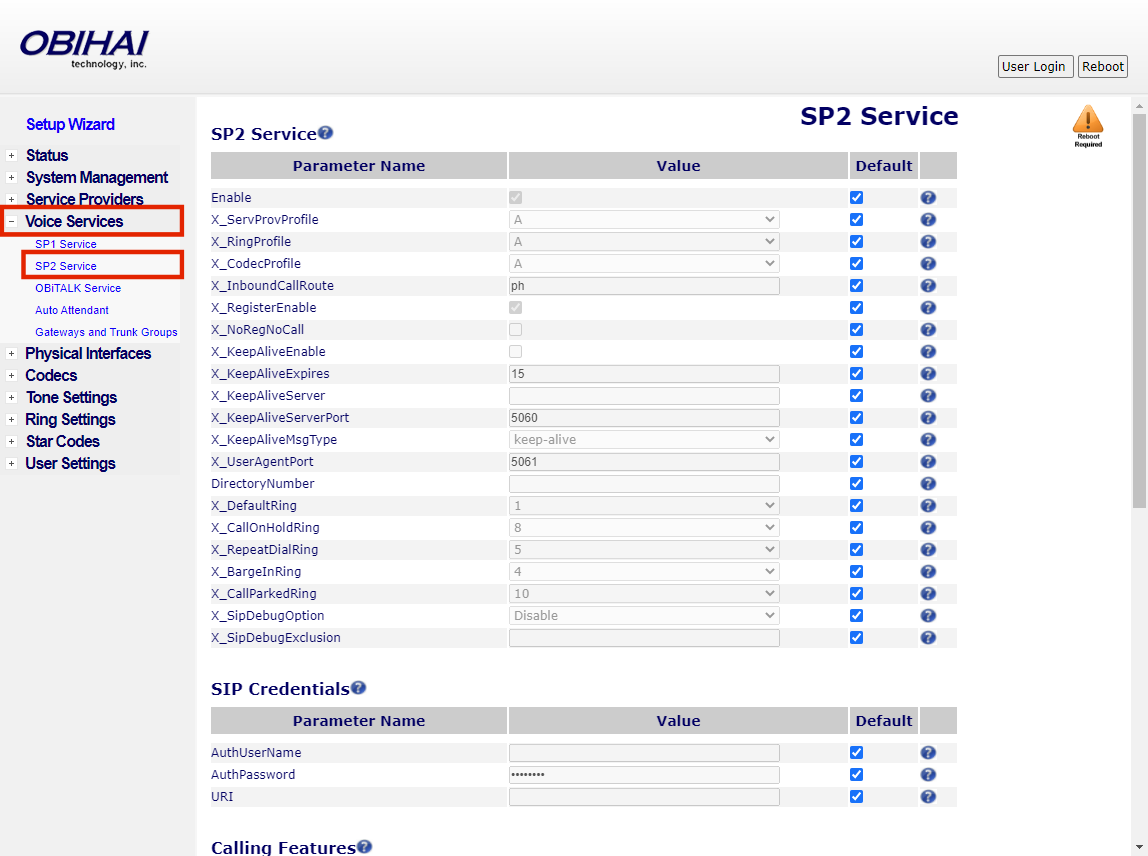 OBIHAI
technology, inc.
User Login Reboot
Setup Wizard
Status
System Management
Service Providers
Voice Services
SP1 Service
SP2 Service
OBiTALK Service
Auto Attendant
Gateways and Trunk Groups
Physical Interfaces
Codecs
Tone Settings
Ring Settings
Star Codes
User Settings
SP2 Service
Reboot
Required
SP2 Service
Parameter Name Value Default
Enable
X_ServProvProfile A
X_RingProfile A
X_CodecProfile A
X_InboundCallRoute ph
X_RegisterEnable
X_NoRegNoCall
X_KeepAliveEnable
X_KeepAliveExpires 15
X_KeepAliveServer
X_KeepAliveServerPort 5060
X_KeepAliveMsgType keep-alive
X_UserAgentPort 5061
DirectoryNumber
X_DefaultRing 1
X_CallOnHoldRing 8
X_RepeatDialRing 5
X_BargeInRing 4
X_CallParkedRing 10
X_SipDebugOption Disable
X_SipDebugExclusion
SIP Credentials
Parameter Name Value Default
AuthUserName
AuthPassword ••••••••
URI
Calling Features